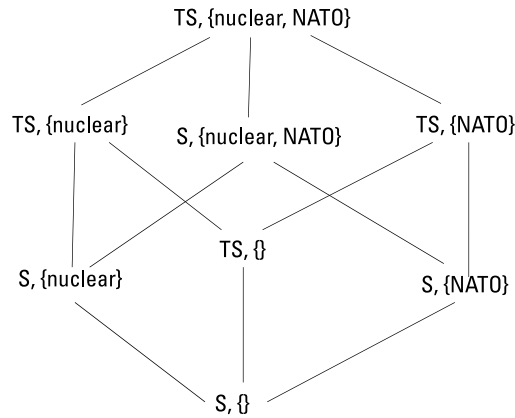 TS, {nuclear, NATO}
TS, {nuclear}
S, {nuclear, NATO}
TS, {NATO}
TS, {}
S, {nuclear}
S, {NATO}
S, {}